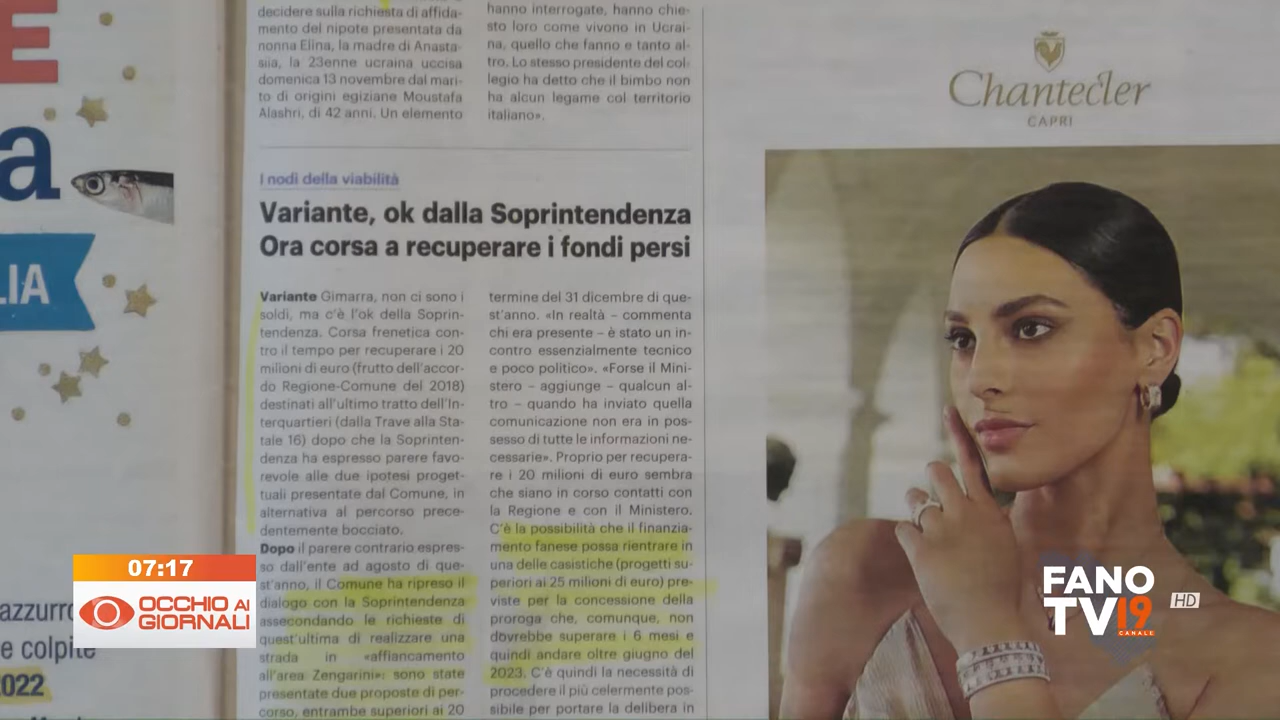 E
a
LIA
azzurro
e colpite
2022
decidere sulla richiesta di affida-
mento del nipote presentata da
nonna Elina, la madre di Anasta-
siia, la 23enne ucraina uccisa
domenica 13 novembre dal mari-
to di origini egiziane Moustafa
Alashri, di 42 anni. Un elemento
hanno interrogate, hanno chie-
sto loro come vivono in Ucrai-
na, quello che fanno e tanto al-
tro. Lo stesso presidente del col-
legio ha detto che il bimbo non
ha alcun legame col territorio
italiano».
I nodi della viabilità
Variante, ok dalla Soprintendenza
Ora corsa a recuperare i fondi persi
Variante Gimarra, non ci sono i
soldi, ma c'è l'ok della Soprin-
tendenza. Corsa frenetica con-
tro il tempo per recuperare i 20
milioni di euro (frutto dell'accor-
do Regione-Comune del 2018)
destinati all'ultimo tratto dell'In-
terquartieri (dalla Trave alla Sta-
tale 16) dopo che la Soprinten-
denza ha espresso parere favo-
revole alle due ipotesi proget-
tuali presentate dal Comune, in
alternativa al percorso prece-
dentemente bocciato.
Dopo il parere contrario espres-
so dall'ente ad agosto di que-
st'anno, il Comune ha ripreso il
dialogo con la Soprintendenza
assecondando le richieste di
quest'ultima di realizzare una
strada in «affiancamento
all'area Zengarini»: sono state
presentate due proposte di per-
corso, entrambe superiori ai 20
termine del 31 dicembre di que-
st'anno. «In realtà – commenta
chi era presente – è stato un in-
contro essenzialmente tecnico
e poco politico». «Forse il Mini-
stero – aggiunge – qualcun al-
tro – quando ha inviato quella
comunicazione non era in pos-
sesso di tutte le informazioni ne-
cessarie». Proprio per recupera-
re i 20 milioni di euro sembra
che siano in corso contatti con
la Regione e con il Ministero.
C'è la possibilità che il finanzia-
mento fanese possa rientrare in
una delle casistiche (progetti su-
periori ai 25 milioni di euro) pre-
viste per la concessione della
proroga che, comunque, non
dovrebbe superare i 6 mesi e
quindi andare oltre giugno del
2023. C'è quindi la necessità di
procedere il più celermente pos-
sibile per portare la delibera in
Chantecler
CAPRI
07:17
OCCHIO AI
GIORNALI
FANO
TV19
CANALE
HD